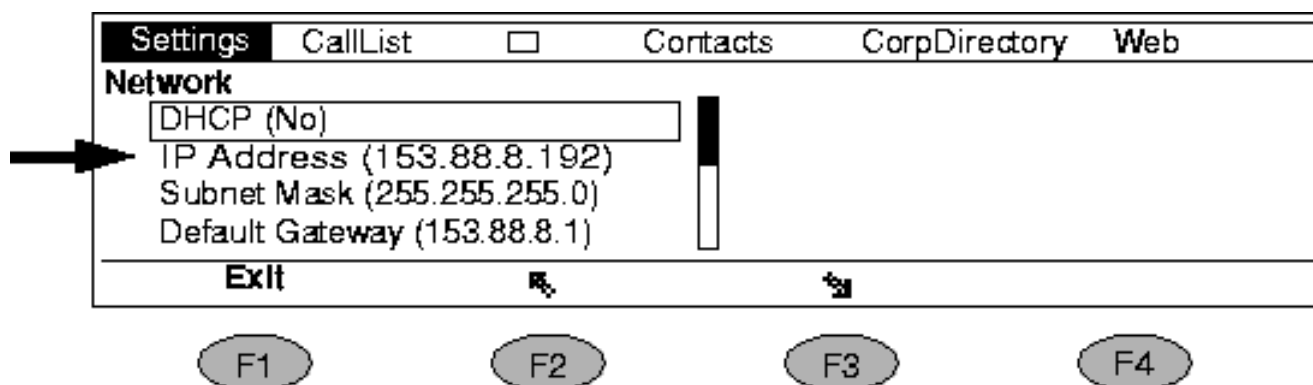 Settings CallList Contacts CorpDirectory Web
Network
DHCP (No)
IP Address (153.88.8.192)
Subnet Mask (255.255.255.0)
Default Gateway (153.88.8.1)
Exit
F1 F2 F3 F4